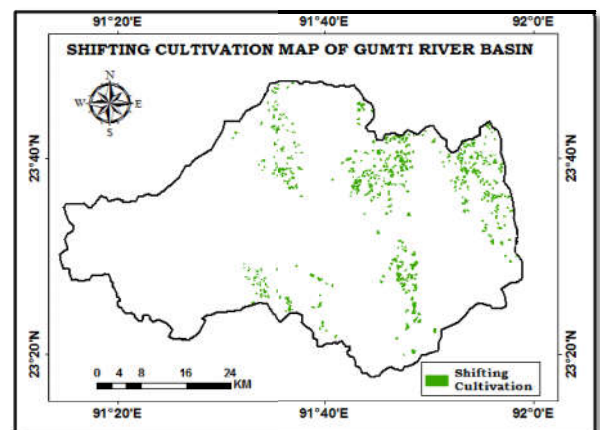 91°20'E 91°40'E 92°0'E
SHIFTING CULTIVATION MAP OF GUMTI RIVER BASIN
N
W E
S
23°40'N 23°40'N
23°20'N 23°20'N
0 4 8 16 24
KM
Shifting
Cultivation
91°20'E 91°40'E 92°0'E